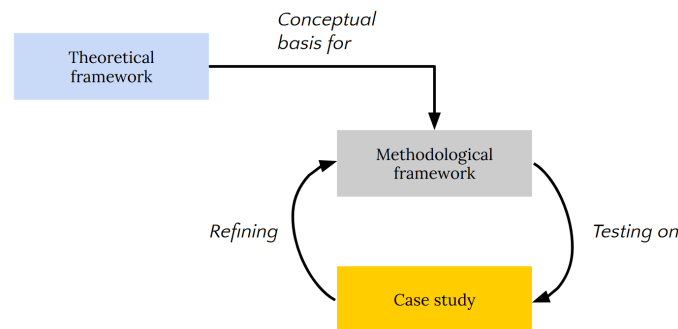 Conceptual
basis for
Theoretical
framework
Methodological
framework
Refining
Testing on
Case study